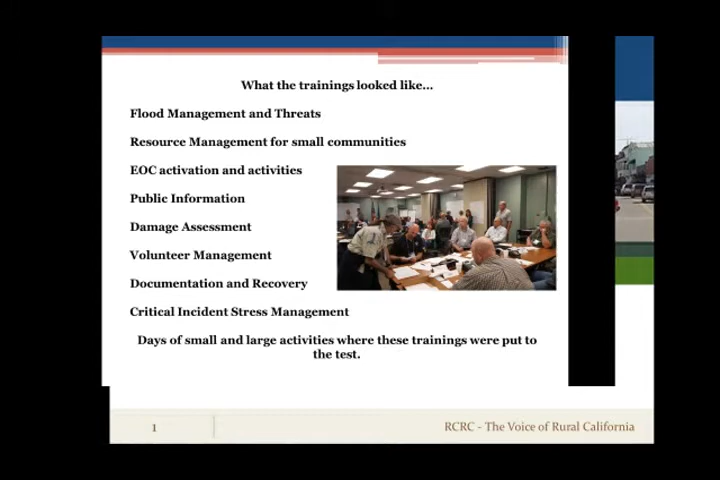 What the trainings looked like…
Flood Management and Threats
Resource Management for small communities
EOC activation and activities
Public Information
Damage Assessment
Volunteer Management
Documentation and Recovery
Critical Incident Stress Management
Days of small and large activities where these trainings were put to
the test.
1
RCRC - The Voice of Rural California